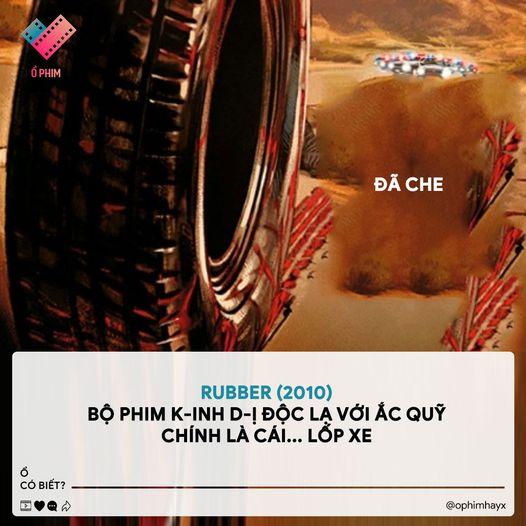 Ổ PHIM
ĐÃ CHE
RUBBER (2010)
BỘ PHIM K-INH D-Ị ĐỘC LẠ VỚI ẮC QUỸ
CHÍNH LÀ CÁI... LỐP XE
Ổ
CÓ BIẾT?
@ophimhayx